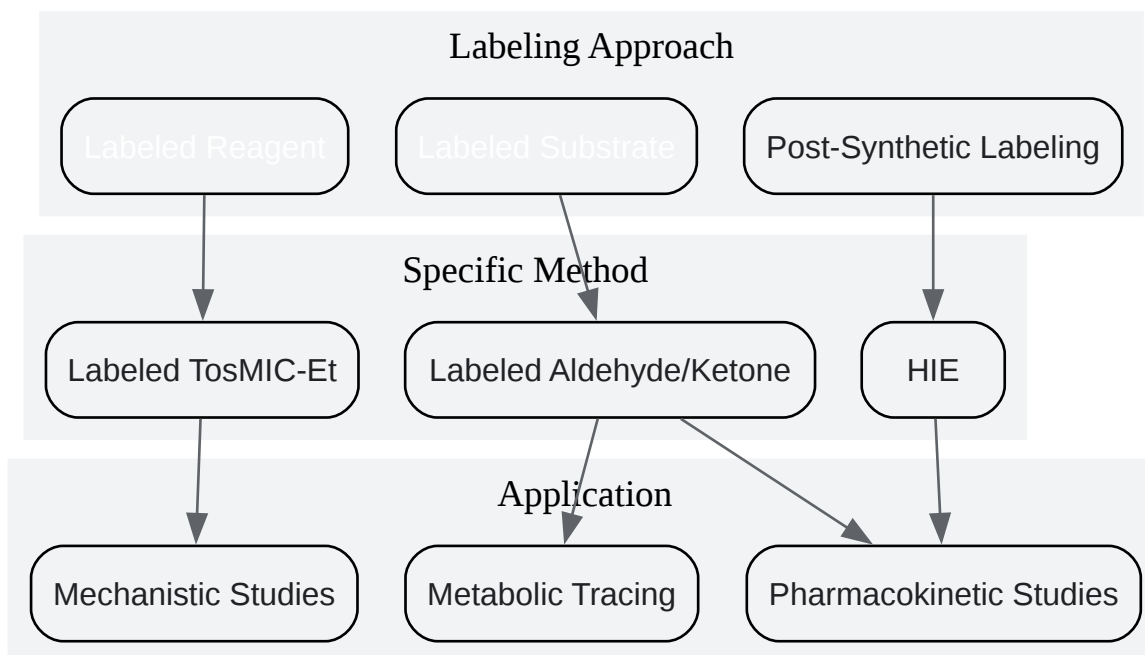 Labeling Approach
Labeled Reagent
Labeled Substrate
Post-Synthetic Labeling
Specific Method
Labeled TosMIC-Et
Labeled Aldehyde/Ketone
HIE
Application
Mechanistic Studies
Metabolic Tracing
Pharmacokinetic Studies